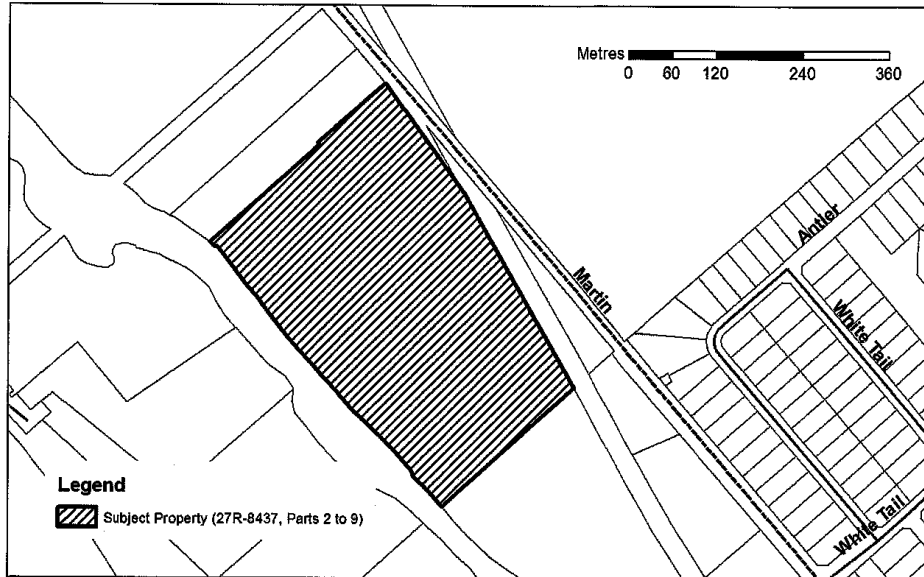 Metres
0 60 120 240 360
Antler
Martin
White Tail
White Tail
Legend
Subject Property (27R-8437, Parts 2 to 9)